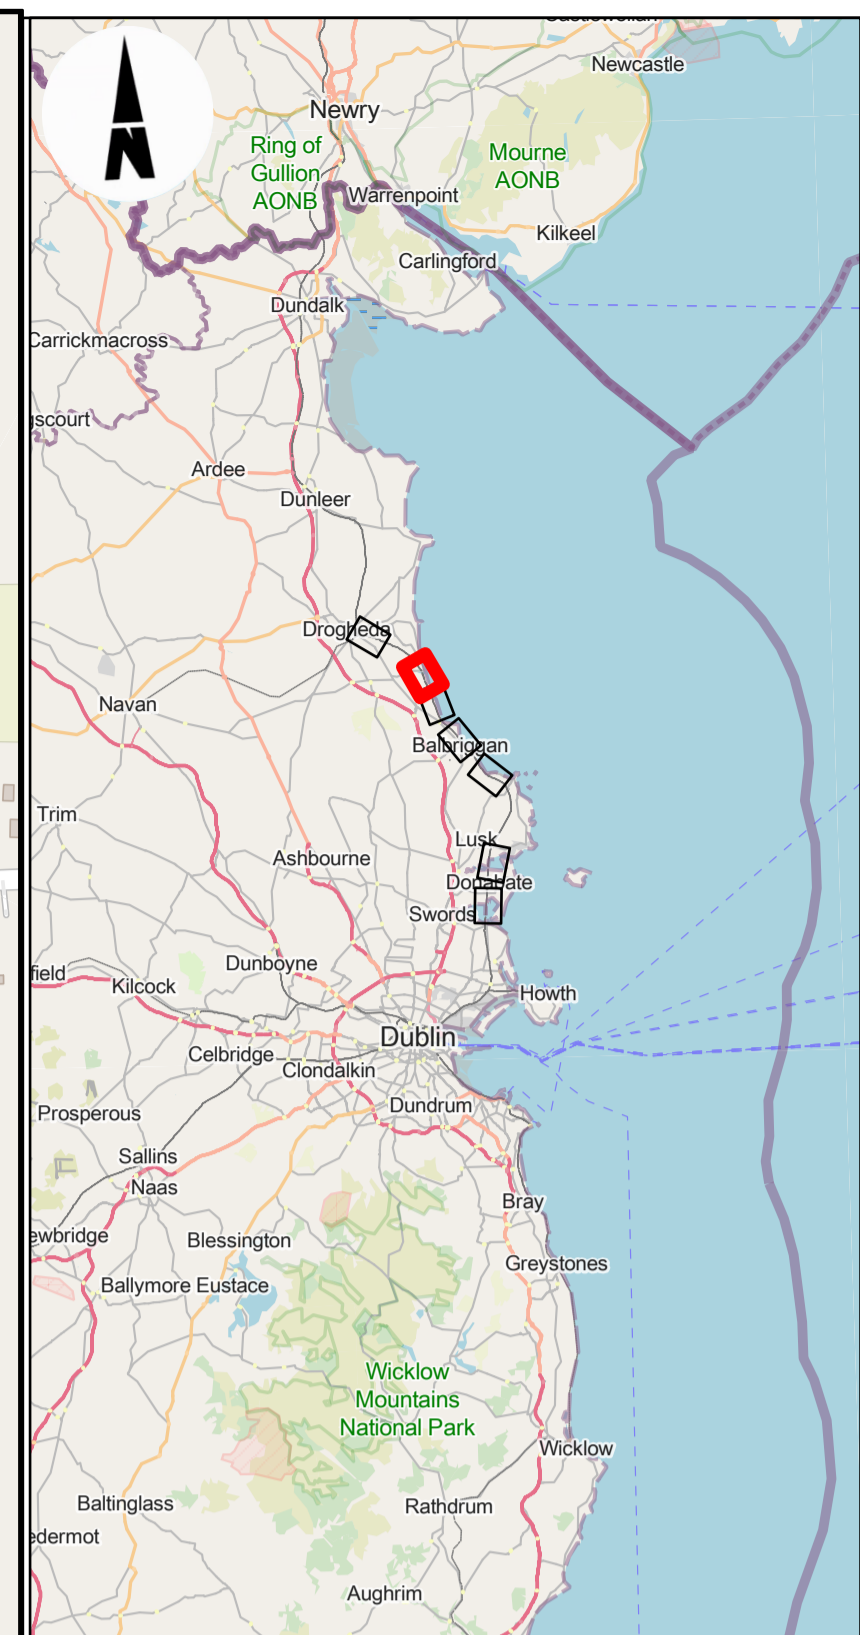 Newcastle
Newry
Ring of
Gullion
AONB
Mourne
AONB
Warrenpoint
Kilkeel
Carlingford
Dundalk
Carrickmacross
gscourt
Ardee
Dunleer
Drogheda
Navan
Balbriggan
Trim
Lusk
Ashbourne
Donabate
Swords
Dunboyne
field
Kilcock
Howth
Dublin
Celbridge
Clondalkin
Dundrum
Prosperous
Sallins
Naas
Bray
ewbridge
Blessington
Greystones
Ballymore Eustace
Wicklow
Mountains
National Park
Wicklow
Baltinglass
Rathdrum
edermot
Aughrim
N